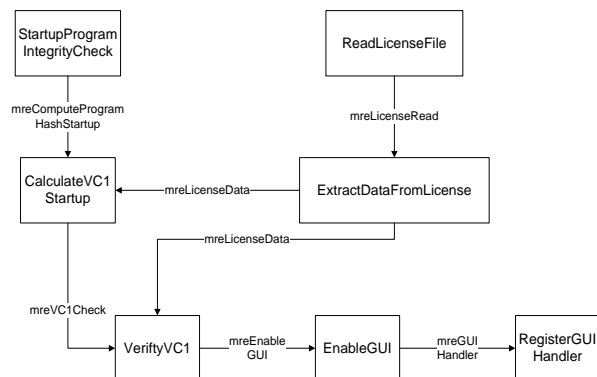 StartupProgram
IntegrityCheck
ReadLicenseFile
mreComputeProgram
HashStartup
mreLicenseRead
CalculateVC1
Startup
mreLicenseData
ExtractDataFromLicense
mreLicenseData
mreVC1Check
VeriftyVC1
mreEnable
GUI
EnableGUI
mreGUI
Handler
RegisterGUI
Handler